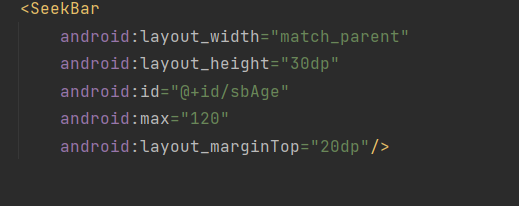 <SeekBar
android:layout_width="match_parent"
android:layout_height="30dp"
android:id="@+id/sbAge"
android:max="120"
android:layout_marginTop="20dp"/>